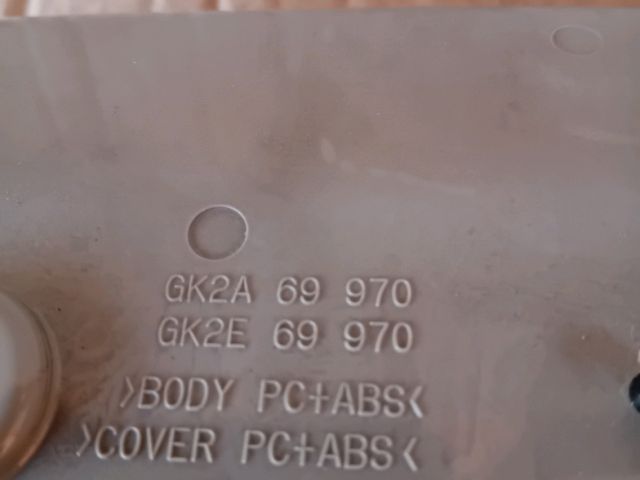 GK2A 69 970
GK2E 69 970
>BODY PC+ABS<
>COVER PC+ABS<